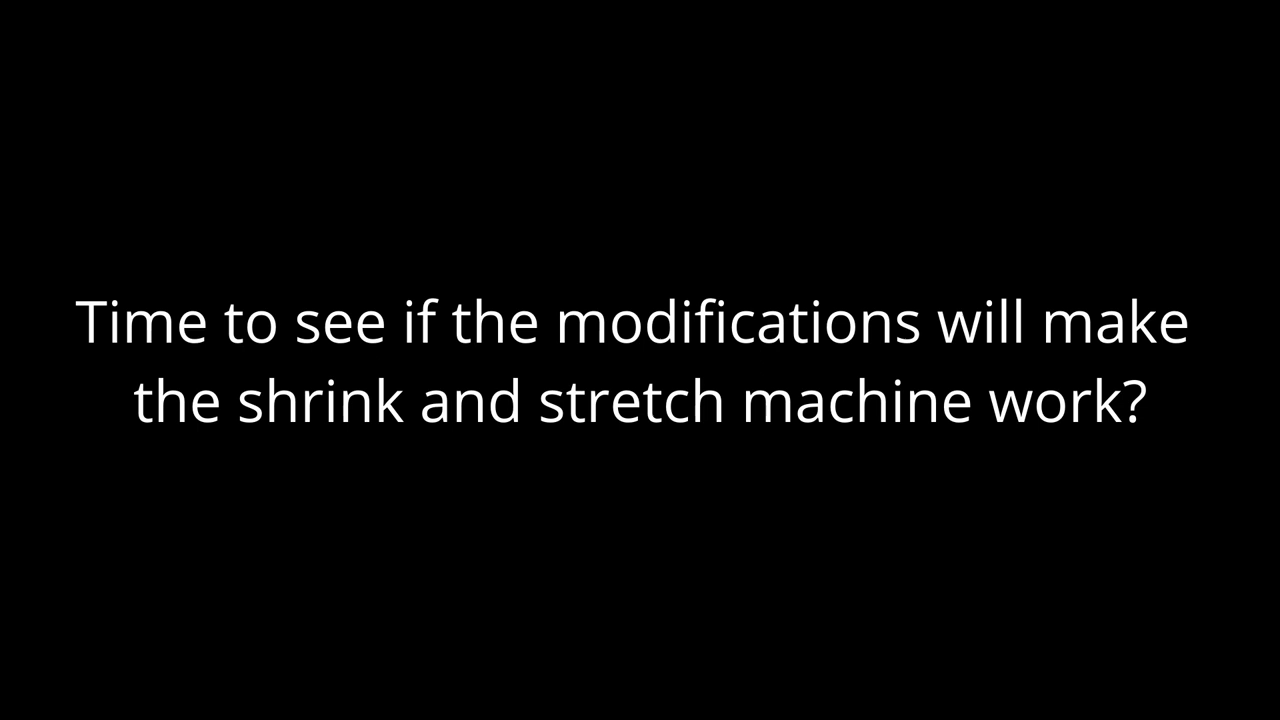 Time to see if the modifications will make
the shrink and stretch machine work?